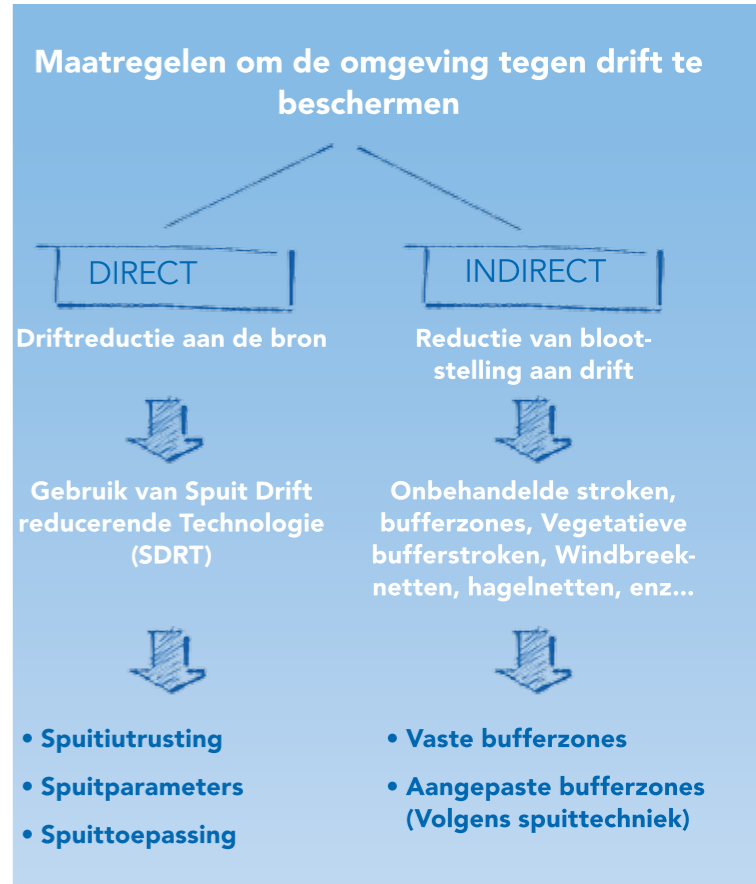 Maatregelen om de omgeving tegen drift te
beschermen
DIRECT
Driftreductie aan de bron
Gebruik van Spuit Drift
reducerende Technologie
(SDRT)
• Spuitiutrusting
• Spuitparameters
• Spuittoepassing
INDIRECT
Reductie van bloot-
stelling aan drift
Onbehandelde stroken,
bufferzones, Vegetatieve
bufferstroken, Windbreek-
netten, hagelnetten, enz...
• Vaste bufferzones
• Aangepaste bufferzones
(Volgens spuittechniek)